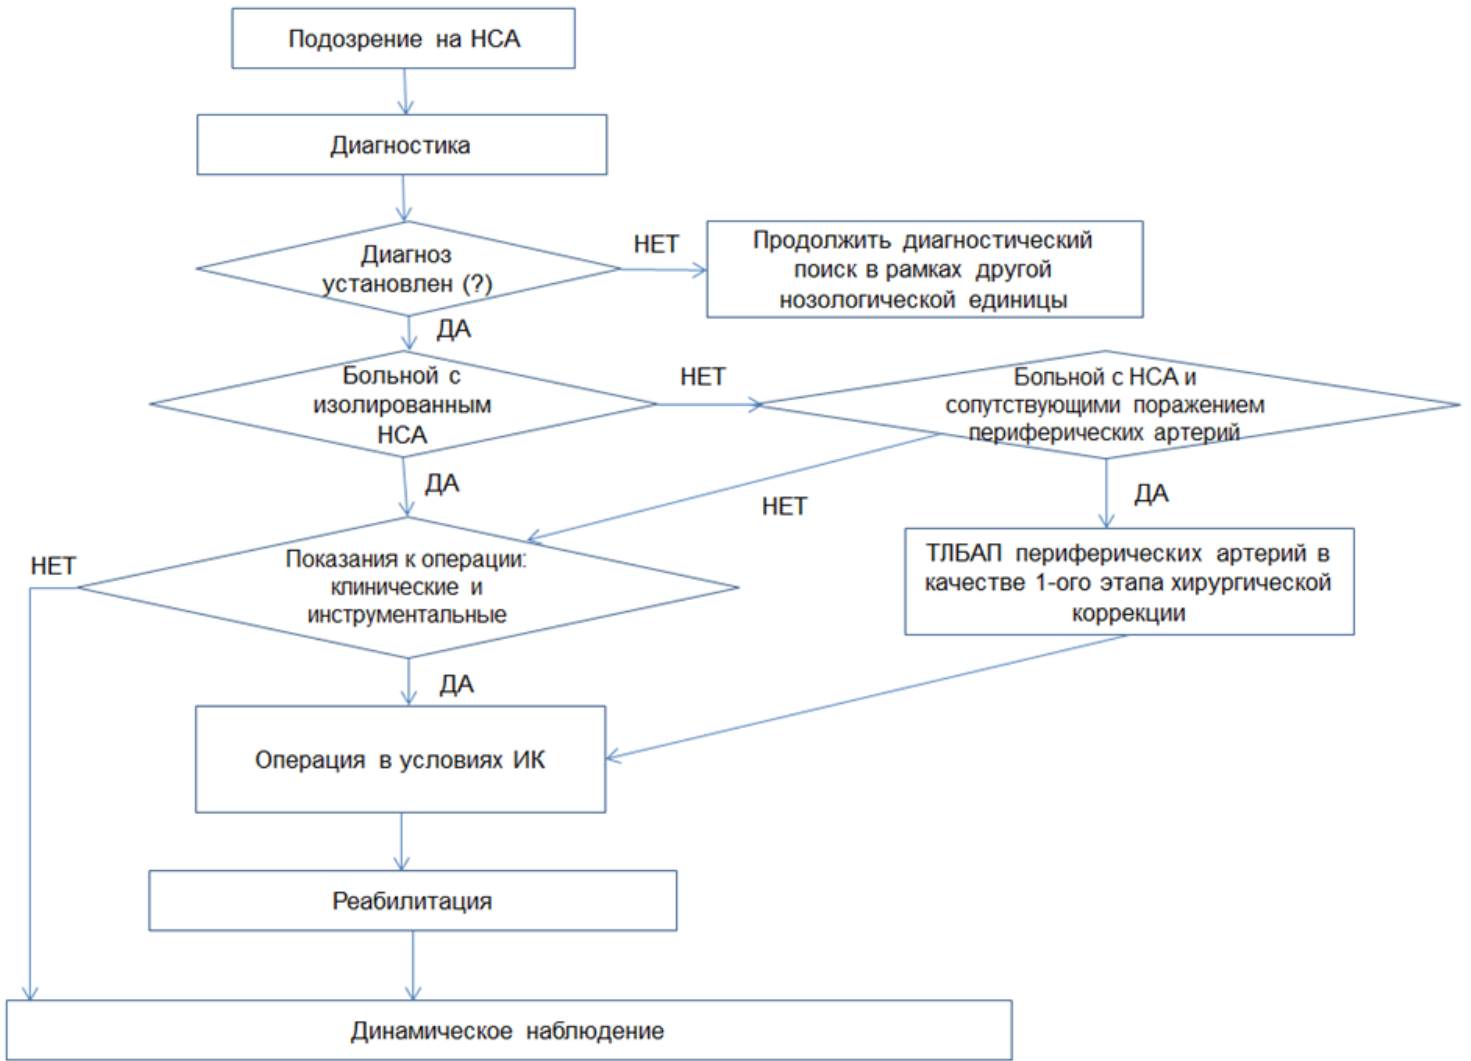 Подозрение на НСА
Диагностика
Диагноз
установлен (?)
НЕТ
Продолжить диагностический
поиск в рамках другой
нозологической единицы
ДА
Больной с
изолированным
НСА
НЕТ
Больной с НСА и
сопутствующими поражением
периферических артерий
ДА
НЕТ
ДА
НЕТ
Показания к операции:
клинические и
инструментальные
ТЛБАП периферических артерий в
качестве 1-ого этапа хирургической
коррекции
ДА
Операция в условиях ИК
Реабилитация
Динамическое наблюдение